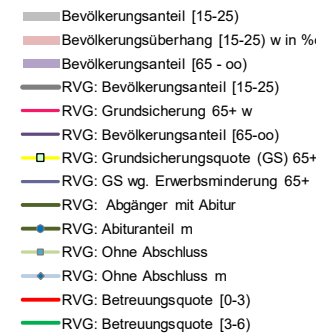 Bevölkerungsanteil [15-25)
Bevölkerungsüberhang [15-25) w in %
Bevölkerungsanteil [65 - oo)
RVG: Bevölkerungsanteil [15-25)
RVG: Grundsicherung 65+ w
RVG: Bevölkerungsanteil [65-oo)
RVG: Grundsicherungsquote (GS) 65+
RVG: GS wg. Erwerbsminderung 65+
RVG: Abgänger mit Abitur
RVG: Abituranteil m
RVG: Ohne Abschluss
RVG: Ohne Abschluss m
RVG: Betreuungsquote [0-3)
RVG: Betreuungsquote [3-6)